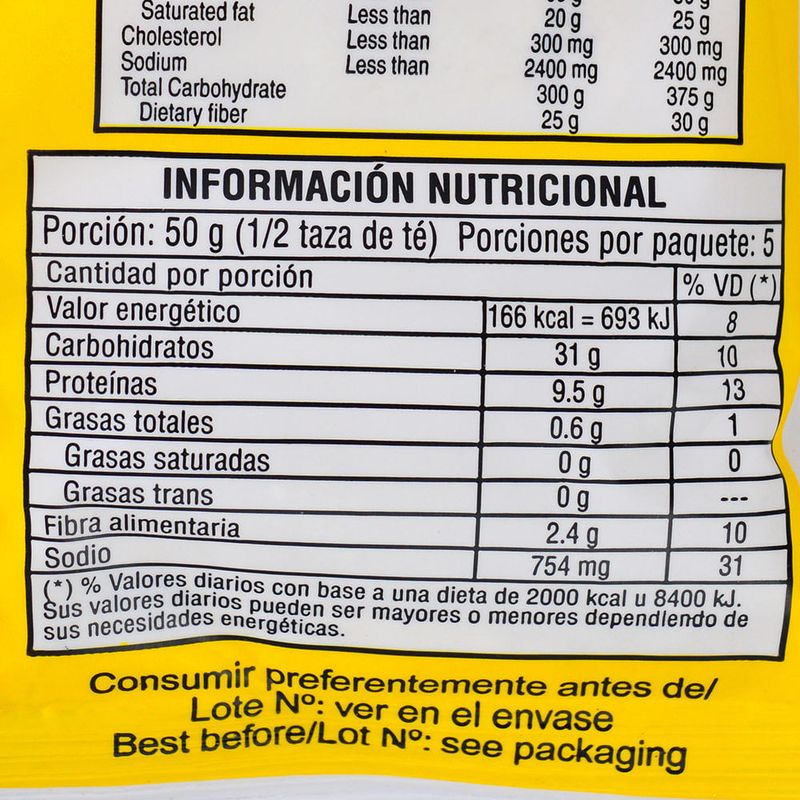 Saturated fat Less than 20 g 25 g
Cholesterol Less than 300 mg 300 mg
Sodium Less than 2400 mg 2400 mg
Total Carbohydrate 300 g 375 g
Dietary fiber 25 g 30 g
INFORMACIÓN NUTRICIONAL
Porción: 50 g (1/2 taza de té) Porciones por paquete: 5
Cantidad por porción % VD (*)
Valor energético 166 kcal = 693 kJ 8
Carbohidratos 31 g 10
Proteínas 9.5 g 13
Grasas totales 0.6 g 1
Grasas saturadas 0 g 0
Grasas trans 0 g ---
Fibra alimentaria 2.4 g 10
Sodio 754 mg 31
(*) % Valores diarios con base a una dieta de 2000 kcal u 8400 kJ.
Sus valores diarios pueden ser mayores o menores dependiendo de
sus necesidades energéticas.
Consumir preferentemente antes de/
Lote Nº: ver en el envase
Best before/Lot Nº: see packaging